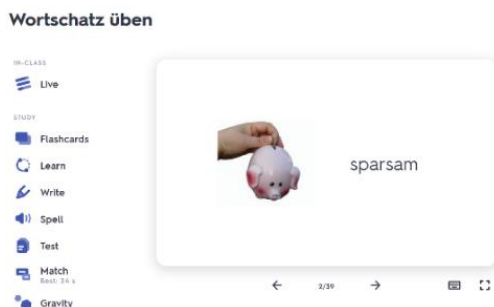 Wortschatz üben
IN-CLASS
Live
STUDY
Flashcards
Learn
Write
Spell
Test
Match
Best: 34 s
Gravity
sparsam
2/39